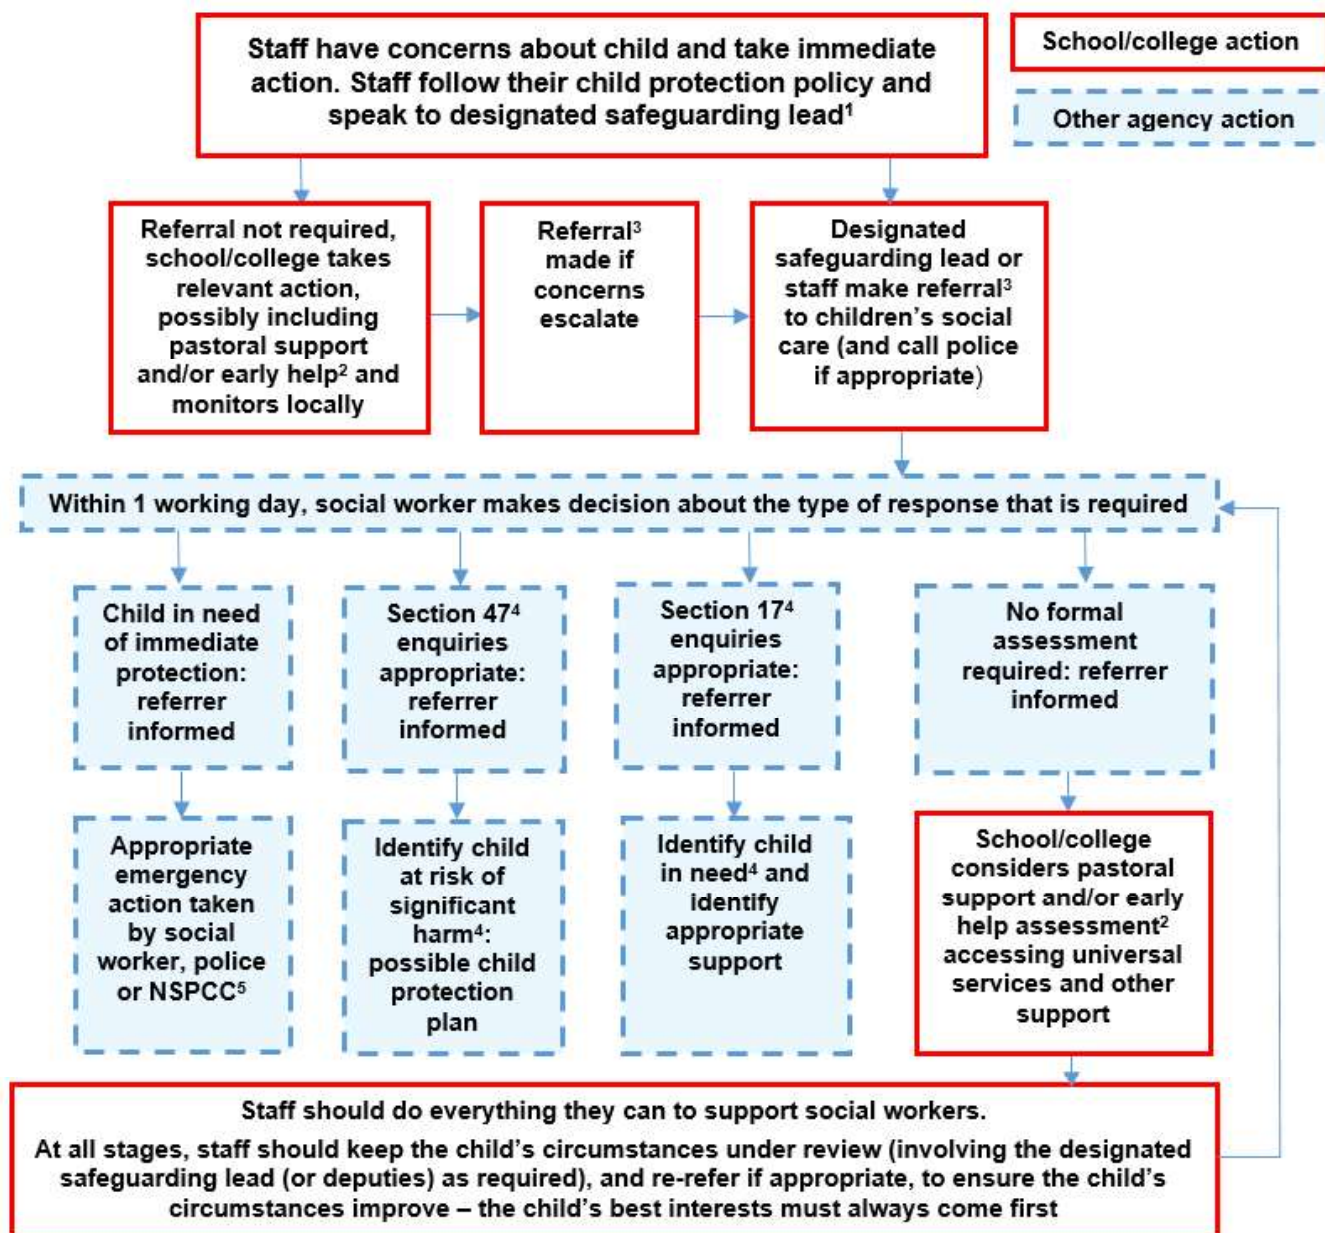 Staff have concerns about child and take immediate
action. Staff follow their child protection policy and
speak to designated safeguarding lead¹
School/college action
Other agency action
Referral not required,
school/college takes
relevant action,
possibly including
pastoral support
and/or early help² and
monitors locally
Referral³
made if
concerns
escalate
Designated
safeguarding lead or
staff make referral³
to children’s social
care (and call police
if appropriate)
Within 1 working day, social worker makes decision about the type of response that is required
Child in need
of immediate
protection:
referrer
informed
Section 47⁴
enquiries
appropriate:
referrer
informed
Section 17⁴
enquiries
appropriate:
referrer
informed
No formal
assessment
required: referrer
informed
Appropriate
emergency
action taken
by social
worker, police
or NSPCC⁵
Identify child
at risk of
significant
harm⁴:
possible child
protection
plan
Identify child
in need⁴ and
identify
appropriate
support
School/college
considers pastoral
support and/or early
help assessment²
accessing universal
services and other
support
Staff should do everything they can to support social workers.
At all stages, staff should keep the child’s circumstances under review (involving the designated
safeguarding lead (or deputies) as required), and re-refer if appropriate, to ensure the child’s
circumstances improve – the child’s best interests must always come first